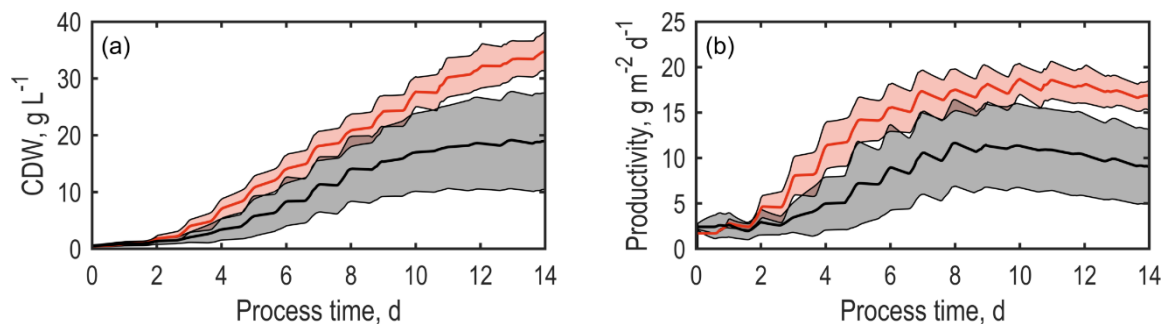 (a)
CDW, g L⁻¹
40
30
20
10
0
0 2 4 6 8 10 12 14
Process time, d
(b)
Productivity, g m⁻² d⁻¹
25
20
15
10
5
0
0 2 4 6 8 10 12 14
Process time, d